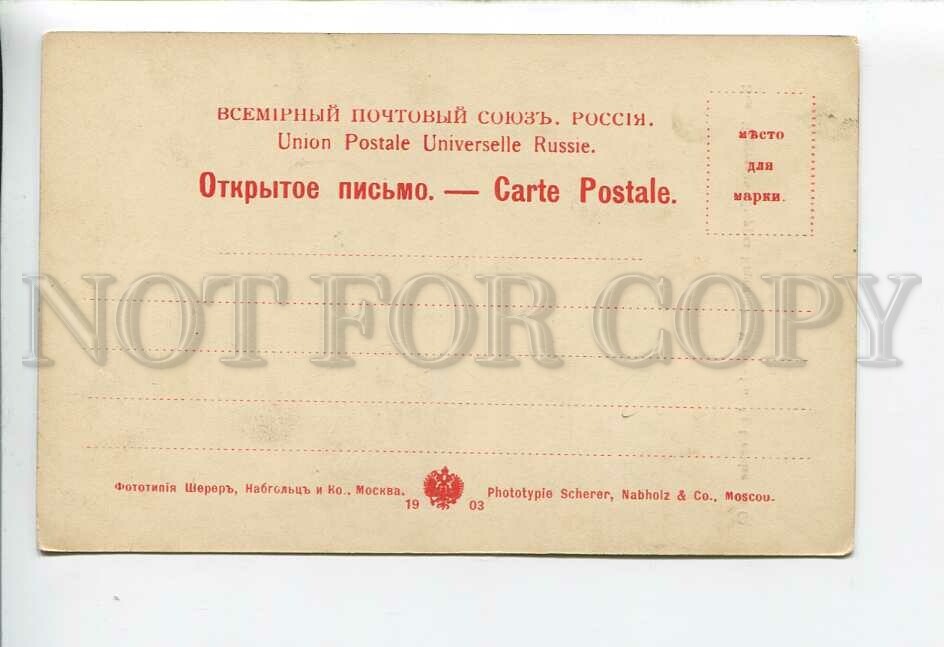 ВСЕМІРНЫЙ ПОЧТОВЫЙ СОЮЗЪ. РОССІЯ.
Union Postale Universelle Russie.
Открытое письмо. — Carte Postale.
мѣсто
для
марки.
NOT FOR COPY
Фототипія Шереръ, Набгольцъ и Ко., Москва.
Phototypie Scherer, Nabholz & Co., Moscou.
19 03